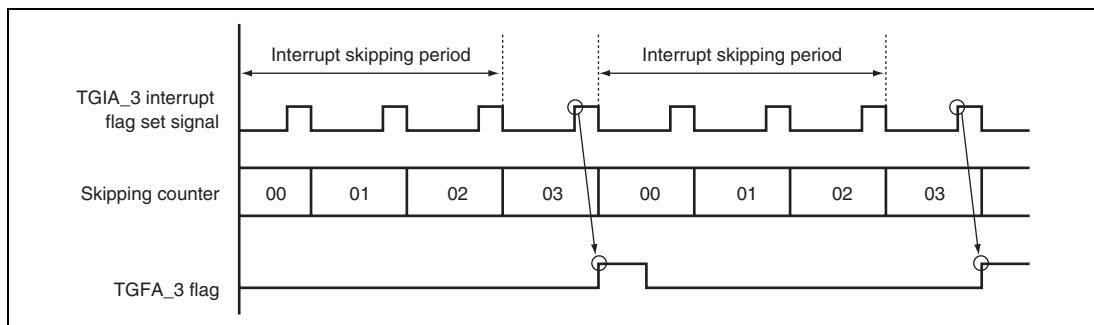 Interrupt skipping period
Interrupt skipping period
TGIA_3 interrupt
flag set signal
Skipping counter
00
01
02
03
00
01
02
03
TGFA_3 flag